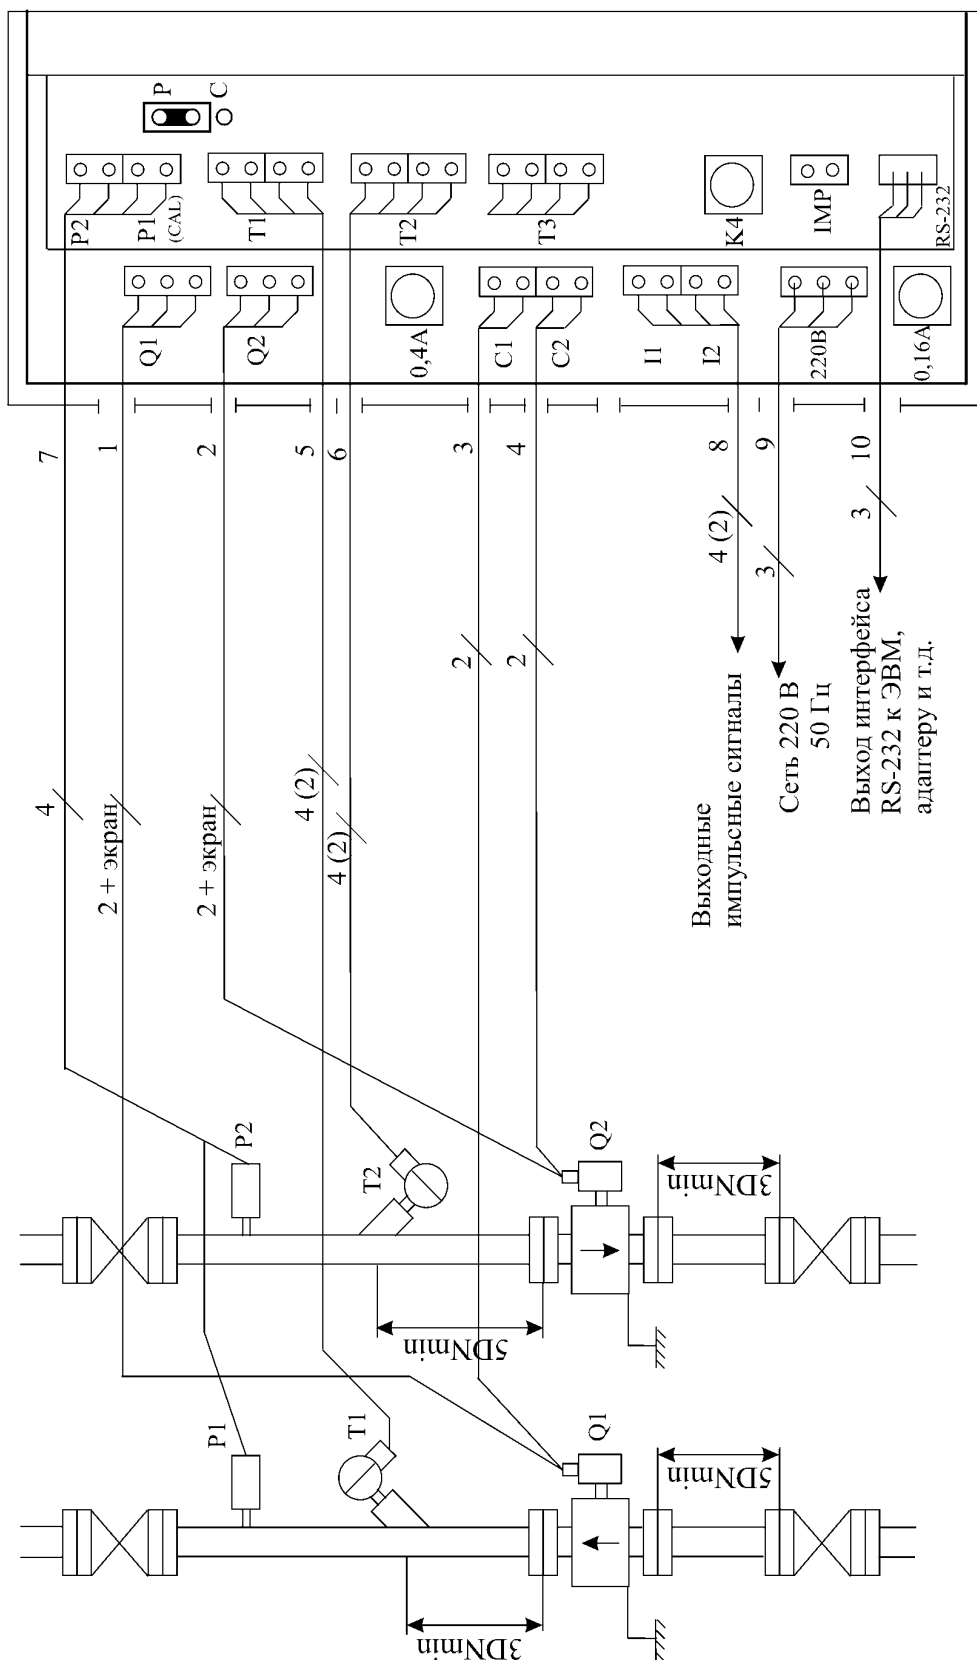 P
C
P2
P1
(CAL)
T1
T2
T3
K4
IMP
RS-232
Q1
Q2
0,4A
C1
C2
I1
I2
220В
0,16A
7
1
2
5
6
3
4
8
9
10
4
2 + экран
2 + экран
4 (2)
4 (2)
2
2
4 (2)
3
3
Выходные
импульсные сигналы
Сеть 220 В
50 Гц
Выход интерфейса
RS-232 к ЭВМ,
адаптеру и т.д.
P2
T2
Q2
5DNmin
3DNmin
P1
T1
Q1
3DNmin
5DNmin